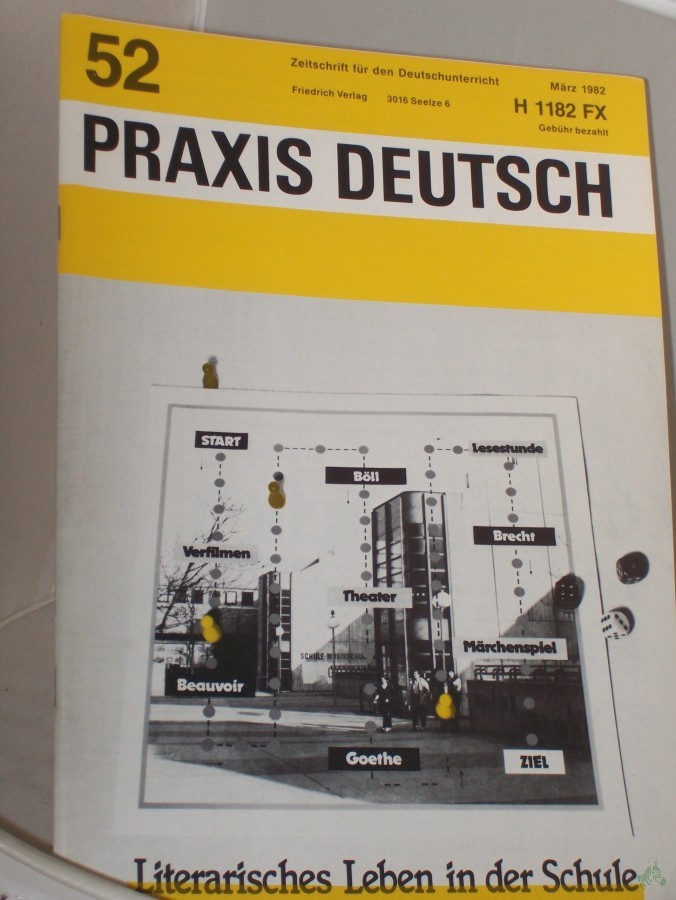 52
Zeitschrift für den Deutschunterricht
März 1982
Friedrich Verlag 3016 Seelze 6
H 1182 FX
Gebühr bezahlt
PRAXIS DEUTSCH
START
Lesestunde
Böll
Brecht
Verfilmen
Theater
Märchenspiel
Beauvoir
Goethe
ZIEL
Literarisches Leben in der Schule